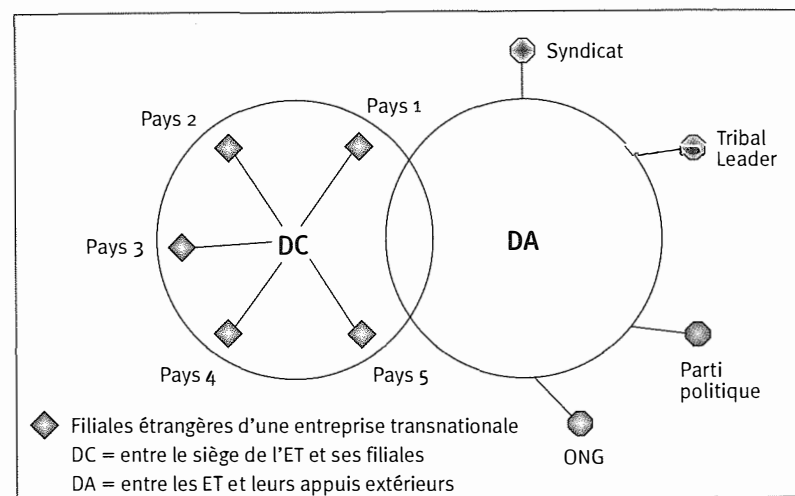 Syndicat
Pays 1
Pays 2
Tribal
Leader
Pays 3
DC
DA
Pays 4
Pays 5
Parti
politique
ONG
Filiales étrangères d'une entreprise transnationale
DC = entre le siège de l'ET et ses filiales
DA = entre les ET et leurs appuis extérieurs